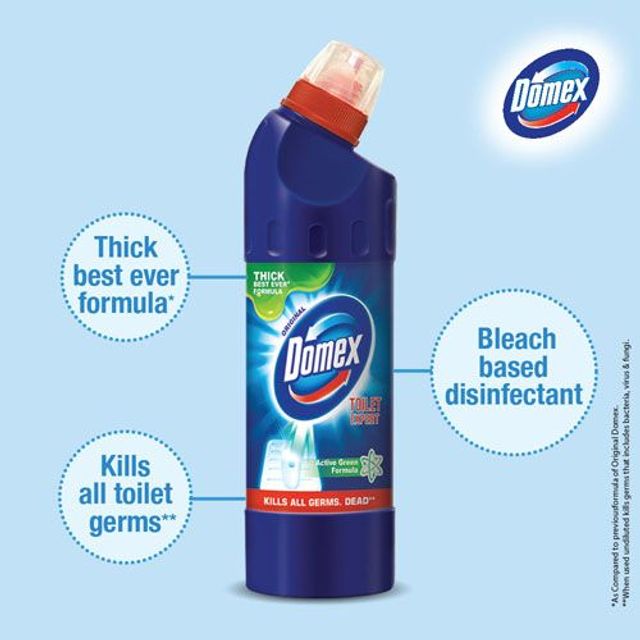 Domex
Thick
best ever
formula*
THICK
BEST EVER*
FORMULA
ORIGINAL
Domex
TOILET
EXPERT
Active Green
Formula
KILLS ALL GERMS. DEAD**
Bleach
based
disinfectant
Kills
all toilet
germs**
*As Compared to previousformula of Original Domex.
**When used undiluted kills germs that includes bacteria, virus & fungi.